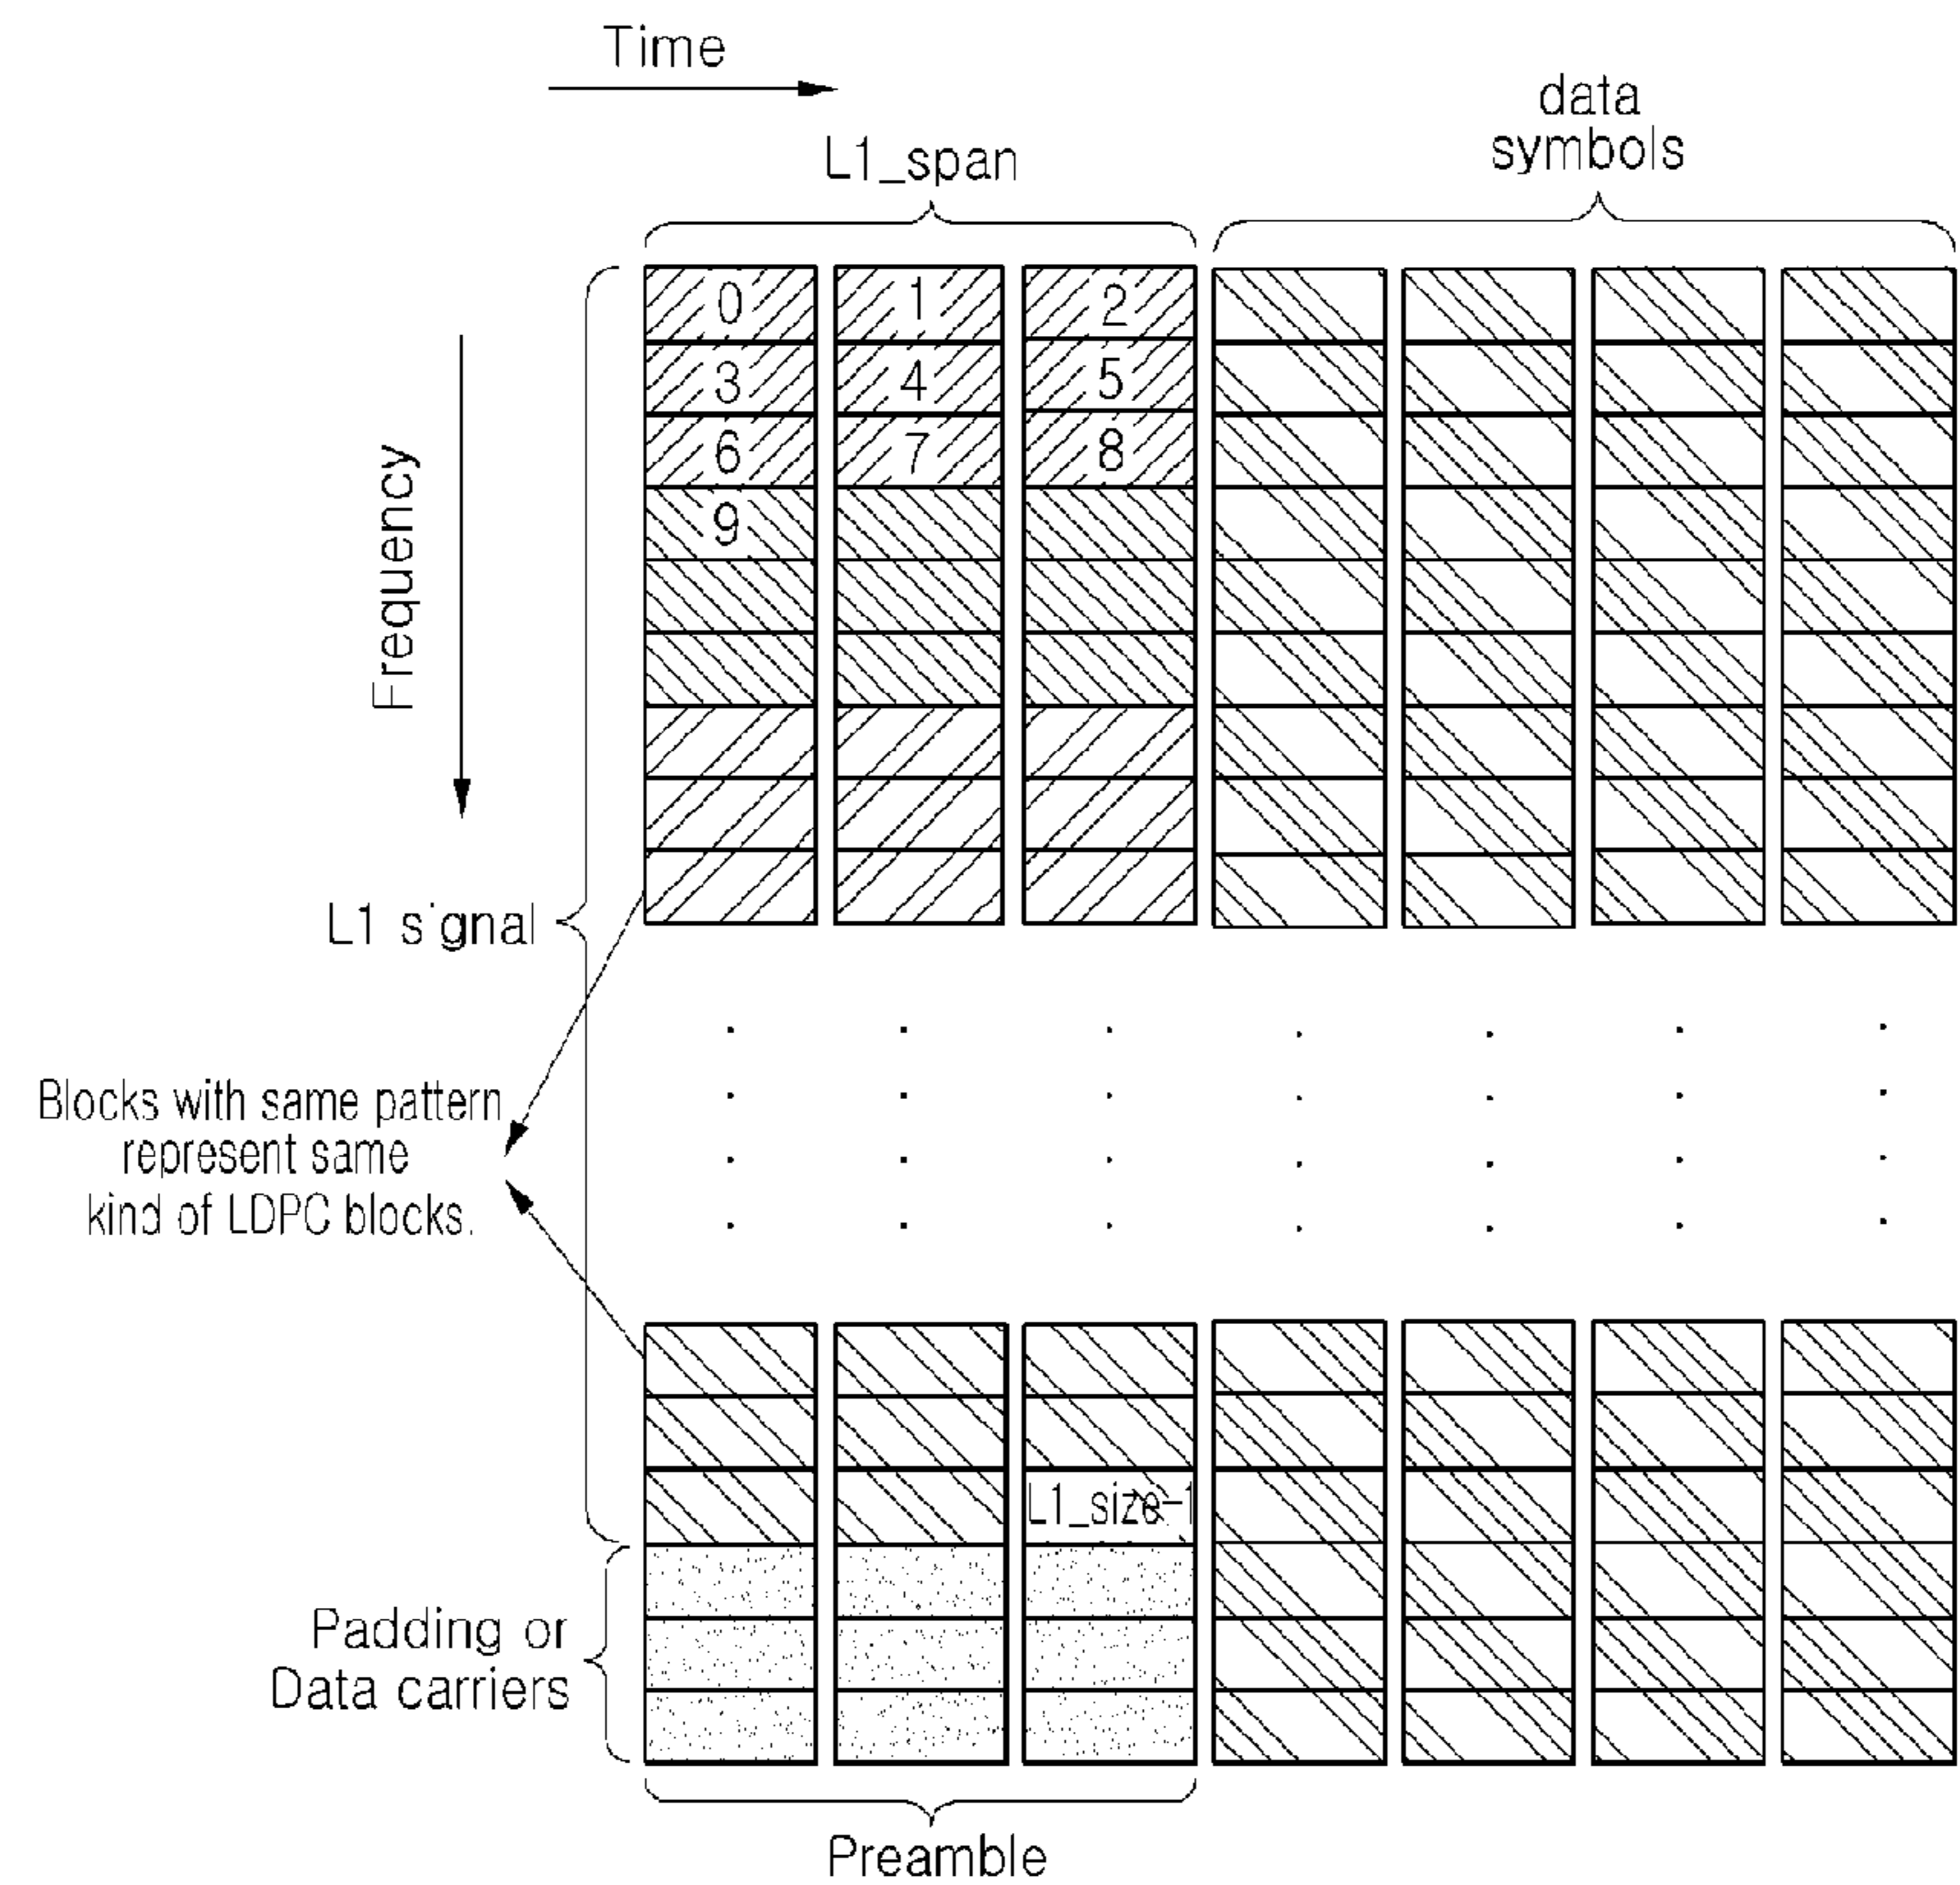 Time
data
symbols
L1_span
0 1 2
3 4 5
6 7 8
9
Frequency
L1 signal
Blocks with same pattern
represent same
kind of LDPC blocks.
L1_size-1
Padding or
Data carriers
Preamble